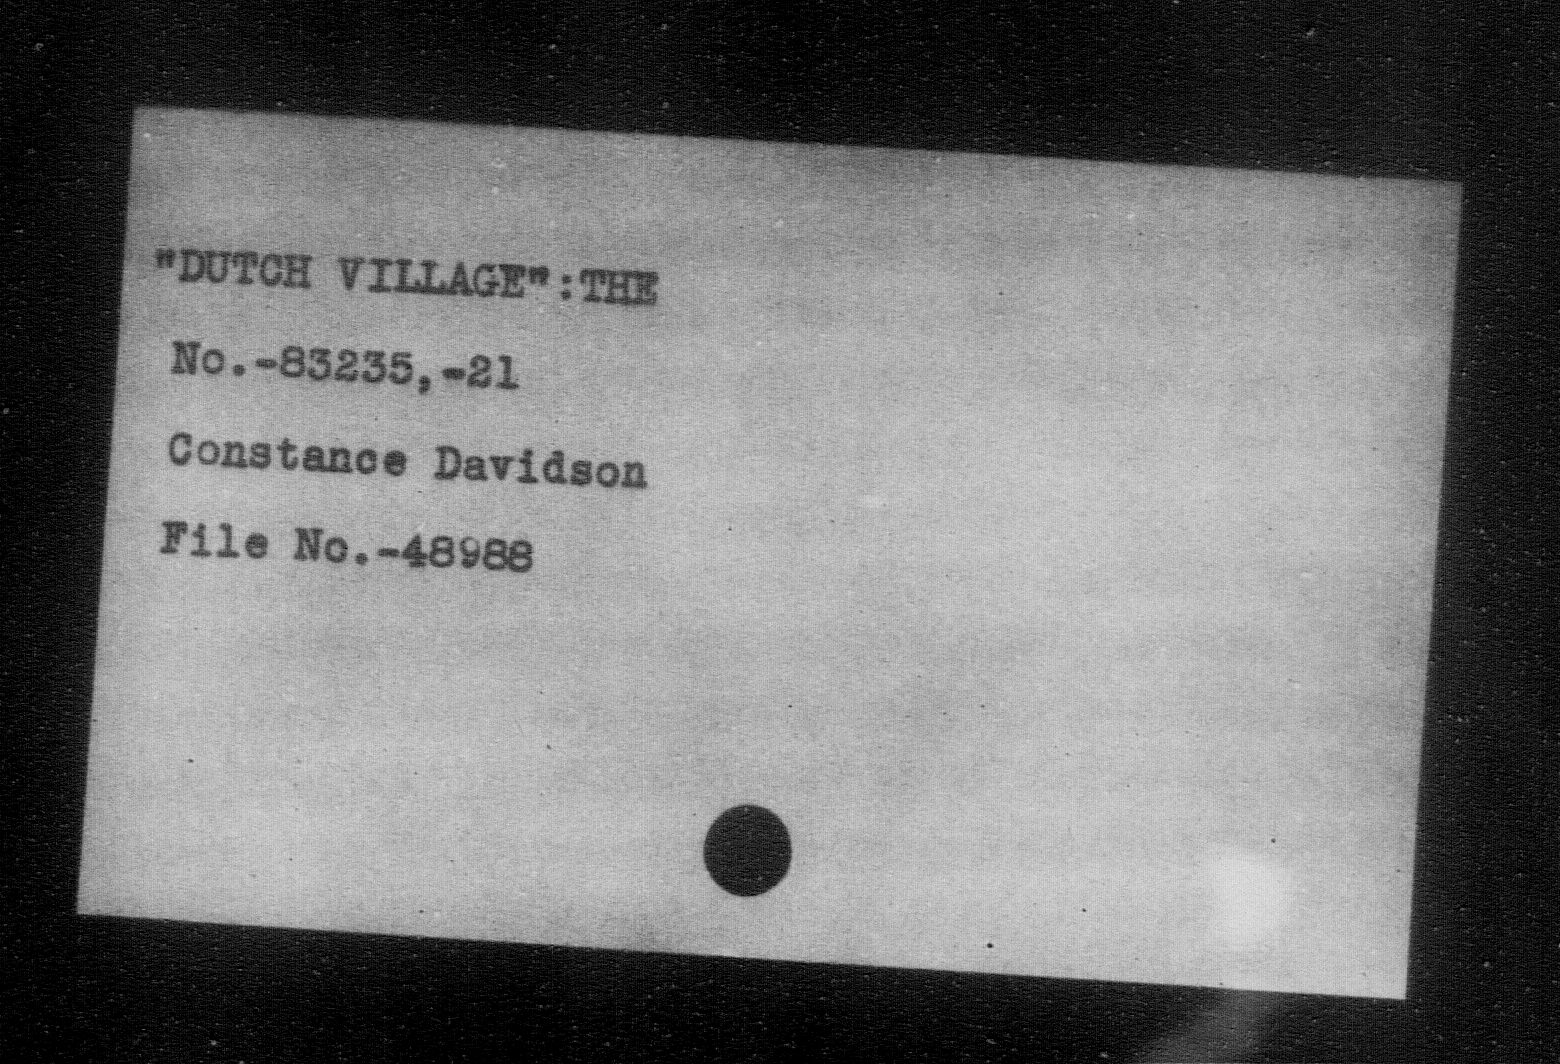 "DUTCH VILLAGE":THE
No.-83235,-21
Constance Davidson
File No.-48988